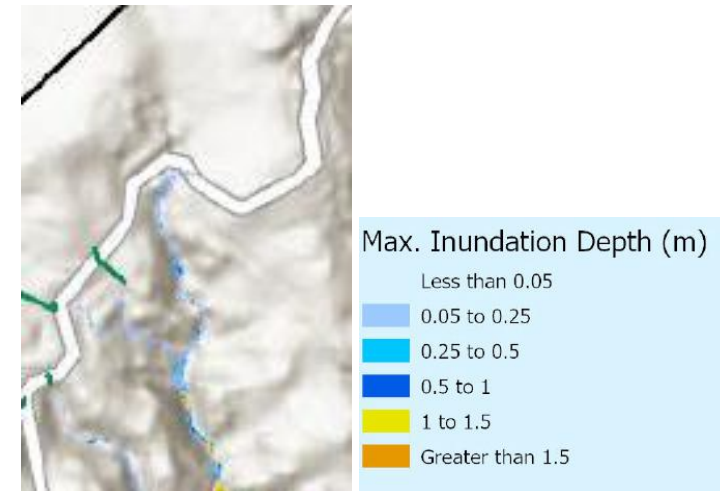 Max. Inundation Depth (m)
Less than 0.05
0.05 to 0.25
0.25 to 0.5
0.5 to 1
1 to 1.5
Greater than 1.5